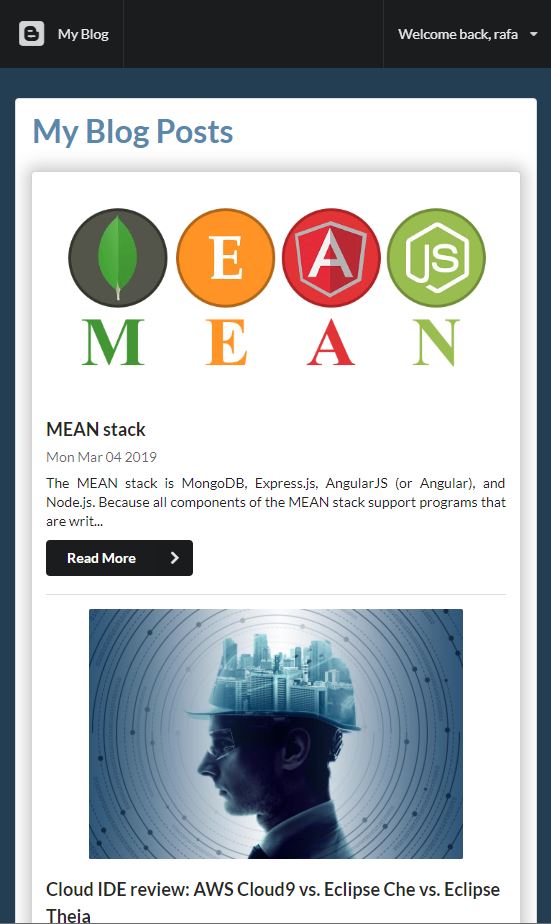 My Blog
Welcome back, rafa
My Blog Posts
E A JS
M E A N
MEAN stack
Mon Mar 04 2019
The MEAN stack is MongoDB, Express.js, AngularJS (or Angular), and
Node.js. Because all components of the MEAN stack support programs that
are writ...
Read More
Cloud IDE review: AWS Cloud9 vs. Eclipse Che vs. Eclipse
Theia